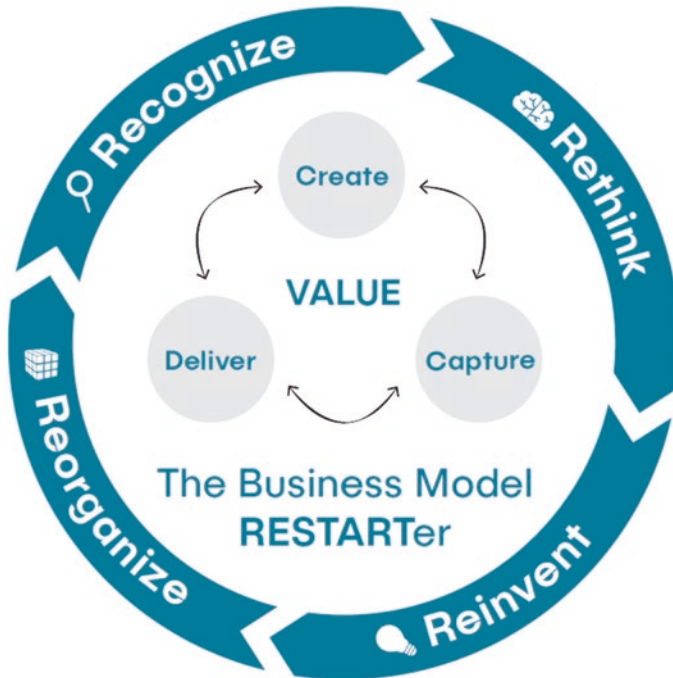 Recognize
Rethink
Reinvent
Reorganize
Create
VALUE
Deliver
Capture
The Business Model
RESTARTer